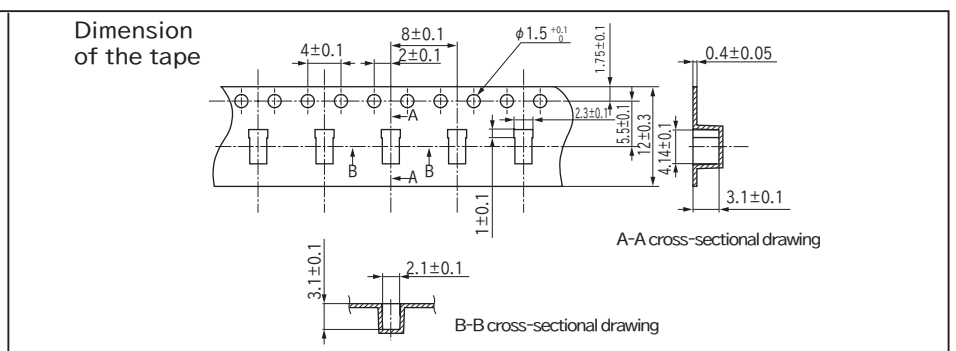 Dimension
of the tape
8±0.1
4±0.1
2±0.1
φ1.5 +0.1 0
1.75±0.1
0.4±0.05
2.3±0.1
5.5±0.1
12±0.3
4.14±0.1
A
B
B
A
1±0.1
3.1±0.1
A-A cross-sectional drawing
3.1±0.1
2.1±0.1
B-B cross-sectional drawing